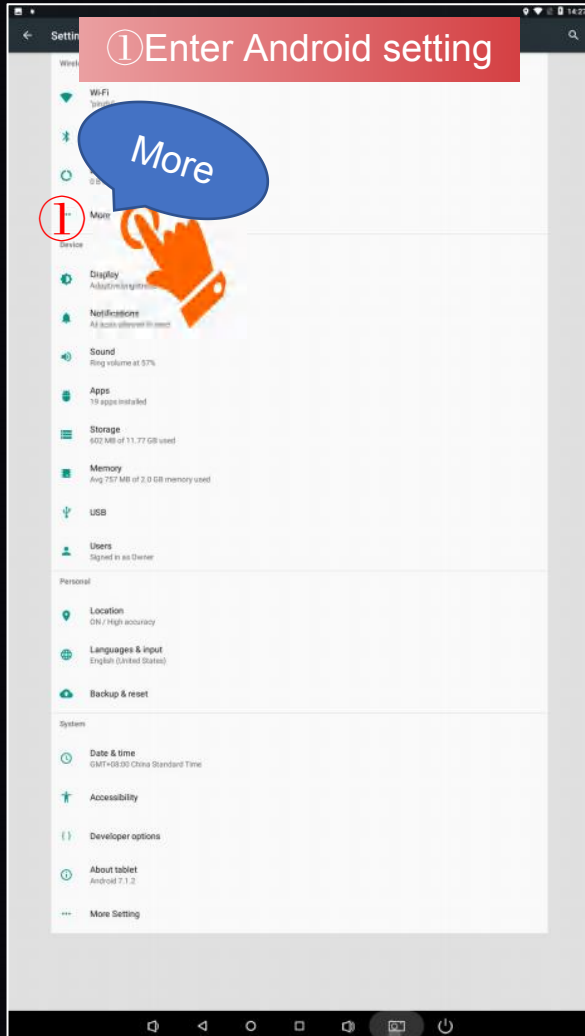 14:27
①Enter Android setting
Wi-Fi
More
①
More
Device
Display
Notifications
Sound
Ring volume at 57%
Apps
19 apps installed
Storage
602 MB of 11.77 GB used
Memory
Avg 757 MB of 2.0 GB memory used
USB
Users
Signed in as Owner
Personal
Location
ON / High accuracy
Languages & input
English (United States)
Backup & reset
System
Date & time
GMT+08:00 China Standard Time
Accessibility
Developer options
About tablet
Android 7.1.2
More Setting